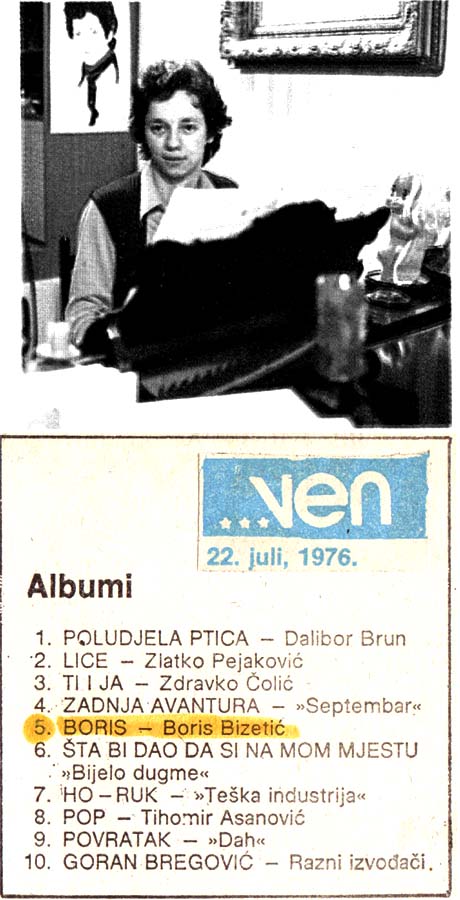 ...ven
22. juli, 1976.
Albumi
1. POLUDJELA PTICA – Dalibor Brun
2. LICE – Zlatko Pejaković
3. TI I JA – Zdravko Čolić
4. ZADNJA AVANTURA – »Septembar«
5. BORIS – Boris Bizetić
6. ŠTA BI DAO DA SI NA MOM MJESTU
»Bijelo dugme«
7. HO–RUK – »Teška industrija«
8. POP – Tihomir Asanović
9. POVRATAK – »Dah«
10. GORAN BREGOVIĆ – Razni izvođači.